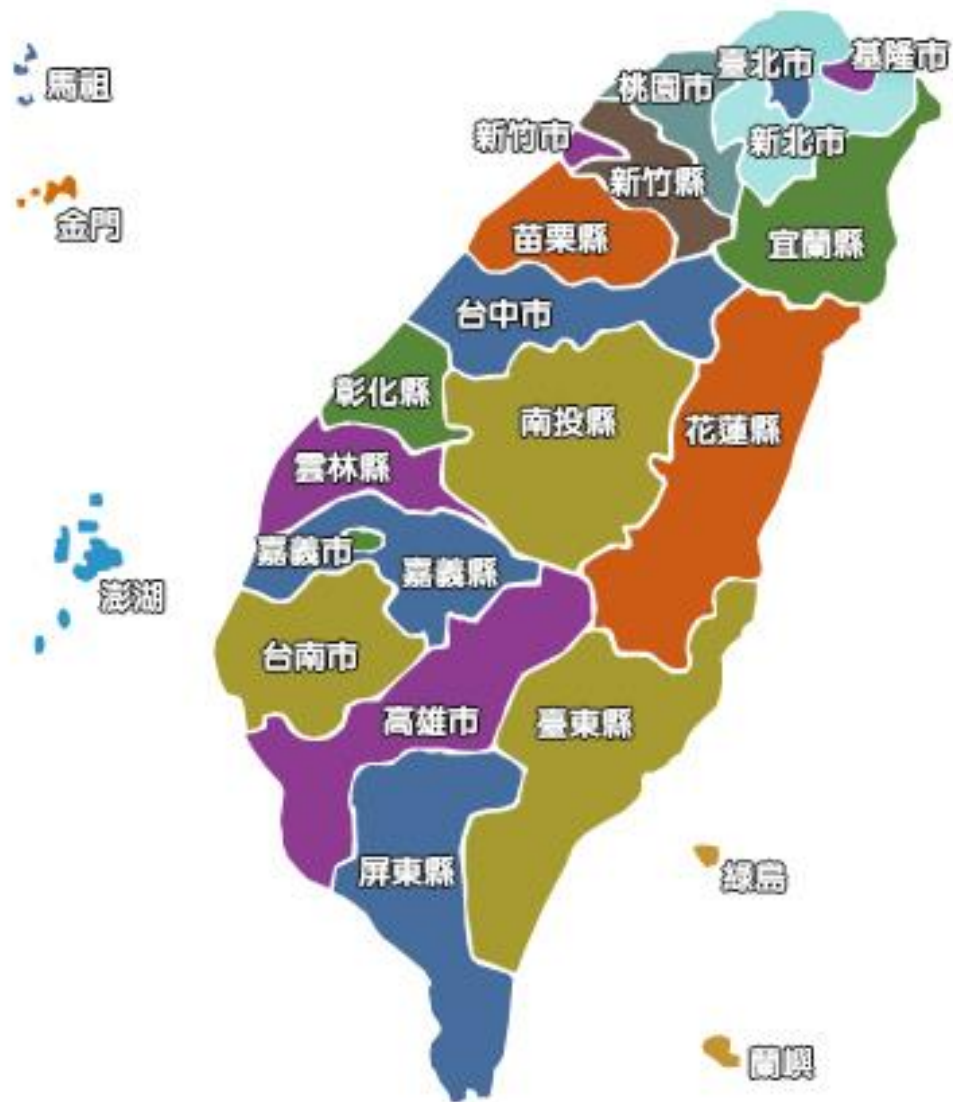 馬祖
臺北市
基隆市
桃園市
新竹市
新北市
新竹縣
金門
苗栗縣
宜蘭縣
台中市
彰化縣
南投縣
花蓮縣
雲林縣
嘉義市
嘉義縣
澎湖
台南市
高雄市
臺東縣
屏東縣
綠島
蘭嶼